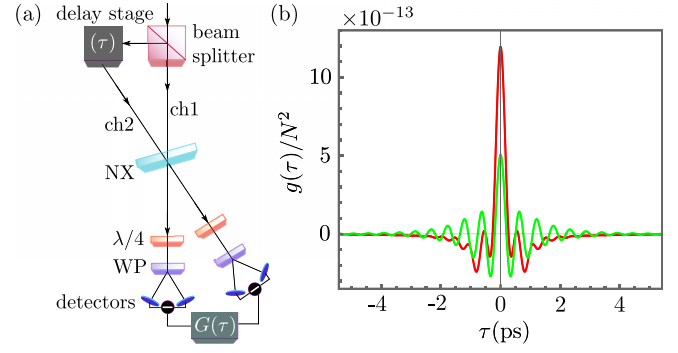 (a)
delay stage
(τ)
beam
splitter
ch1
ch2
NX
λ/4
WP
detectors
G(τ)
(b)
×10⁻¹³
10
5
0
g(τ)/N²
-4 -2 0 2 4
τ(ps)